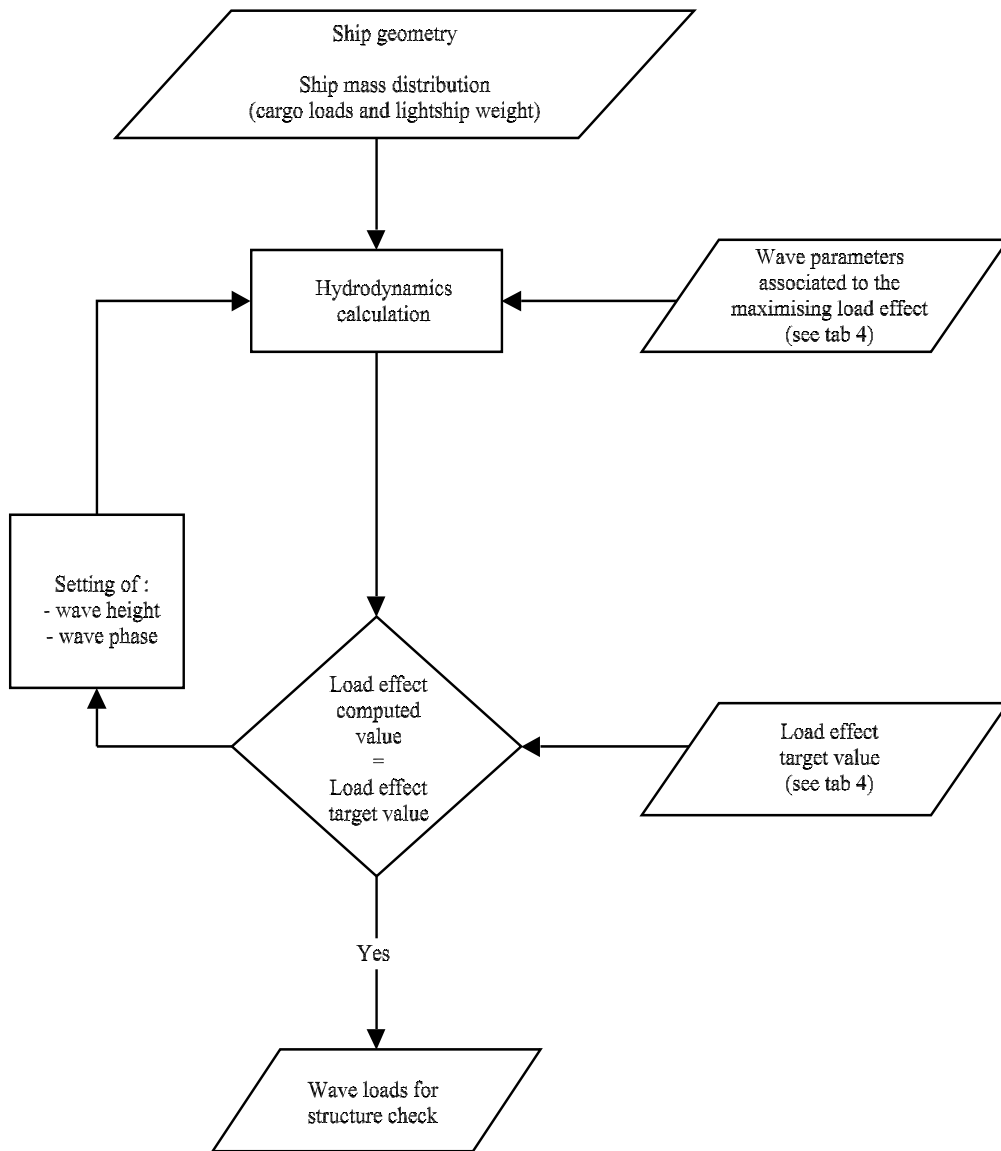 Ship geometry
Ship mass distribution
(cargo loads and lightship weight)
Hydrodynamics
calculation
Wave parameters
associated to the
maximising load effect
(see tab 4)
Setting of :
- wave height
- wave phase
Load effect
computed
value
=
Load effect
target value
Load effect
target value
(see tab 4)
Yes
Wave loads for
structure check